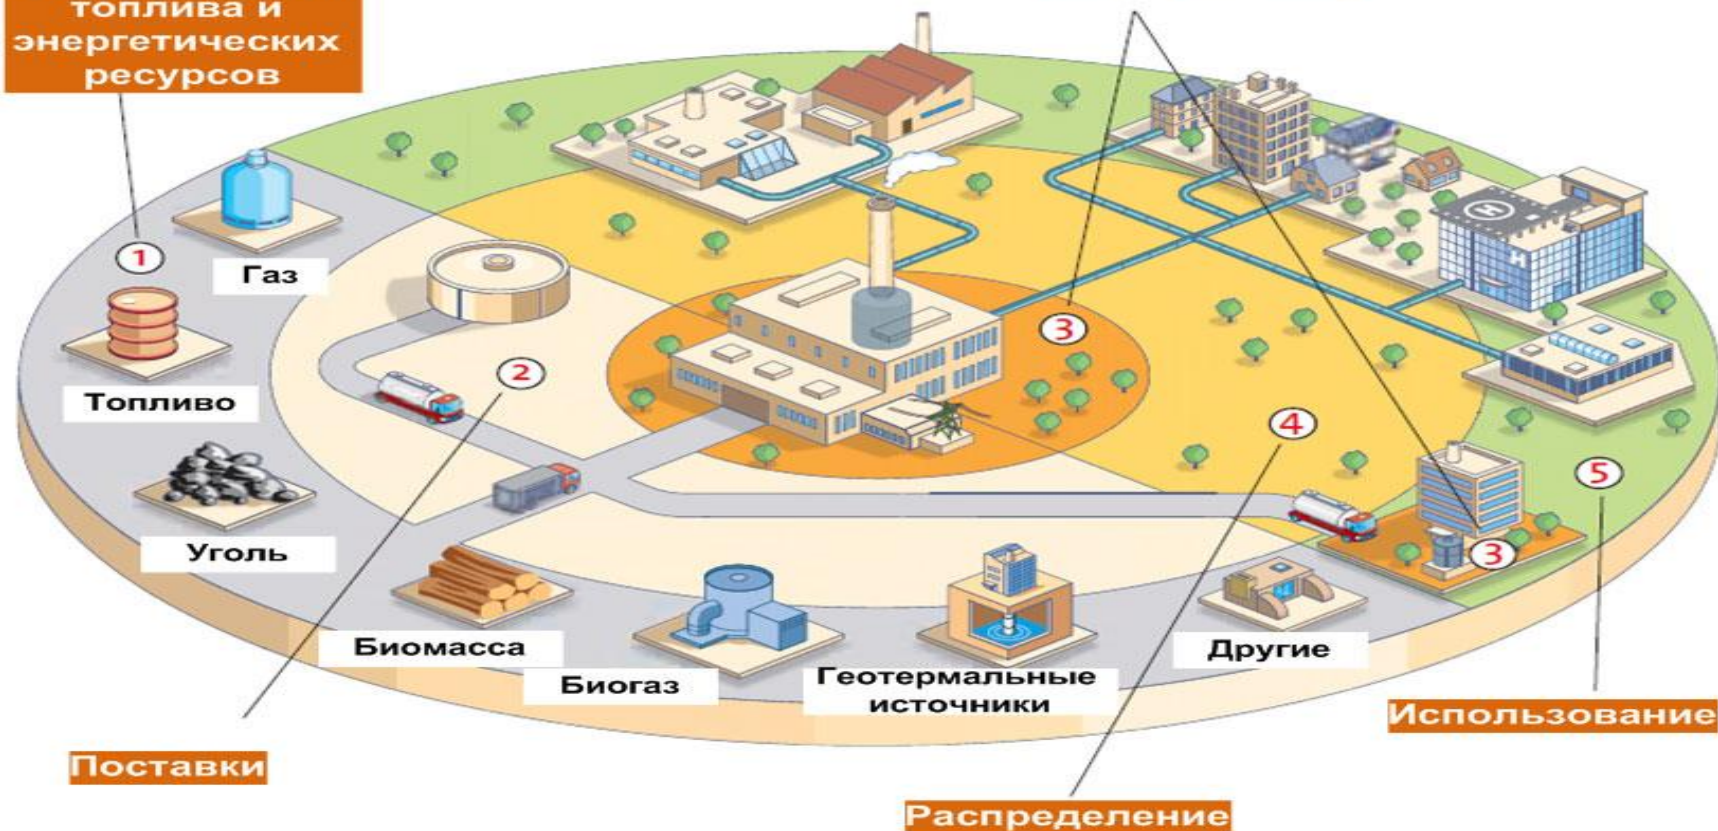 топлива и
энергетических
ресурсов
1
Газ
3
Топливо
2
4
5
Уголь
3
H
H
Биомасса
Биогаз
Геотермальные
источники
Другие
Использование
Поставки
Распределение